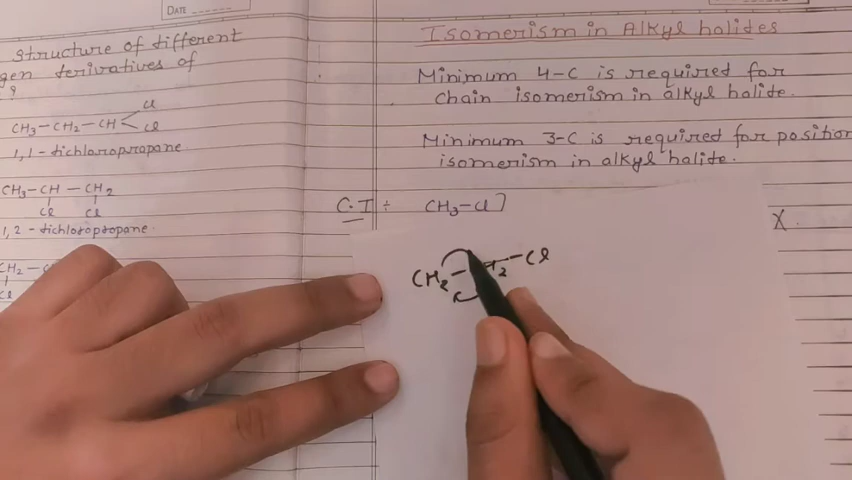 DATE
Structure of different
gen terivatives of
?
CH3-CH2-CH
Cl
Cl
1,1-dichloropropane
CH3-CH-CH2
Cl Cl
1,2-dichloropropane.
CH2-
Cl
Isomerism in Alkyl halides
Minimum 4-C is required for
chain isomerism in alkyl halide.
Minimum 3-C is required for position
isomerism in alkyl halide.
C.I ÷ CH3-Cl] X.
-Cl